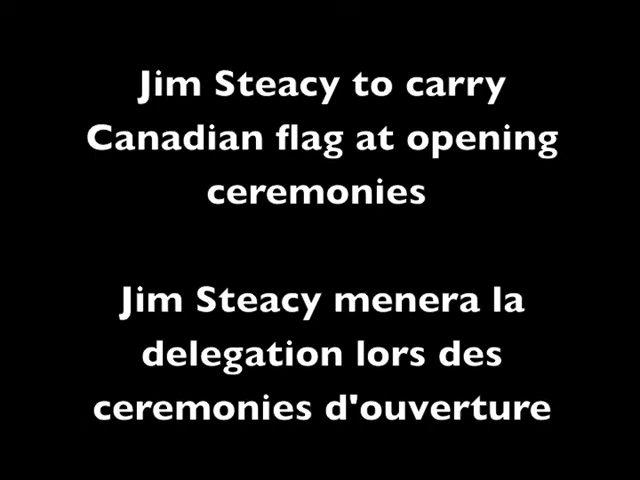 Jim Steacy to carry
Canadian flag at opening
ceremonies
Jim Steacy menera la
delegation lors des
ceremonies d'ouverture